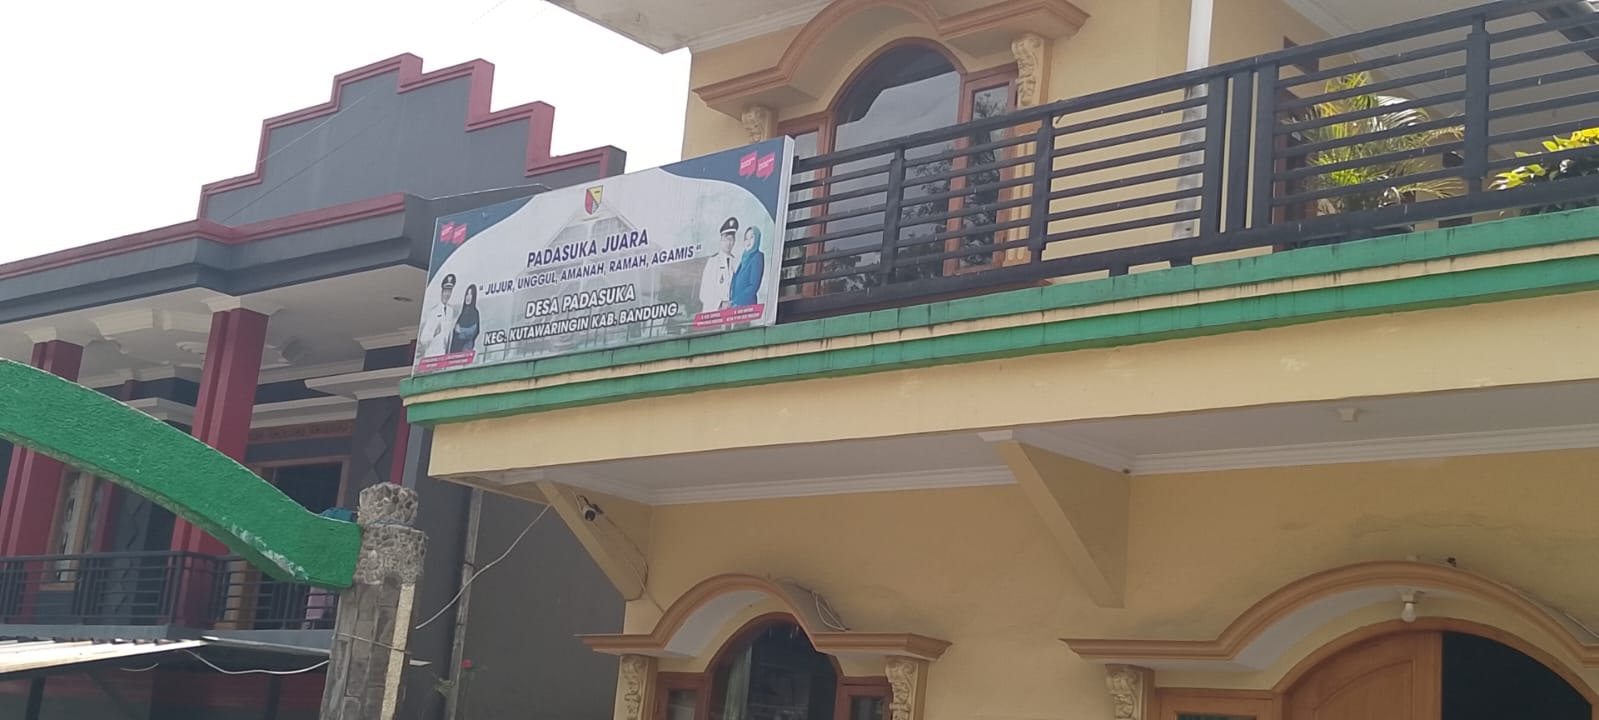 PADASUKA JUARA
" JUJUR, UNGGUL, AMANAH, RAMAH, AGAMIS "
DESA PADASUKA
KEC. KUTAWARINGIN KAB. BANDUNG